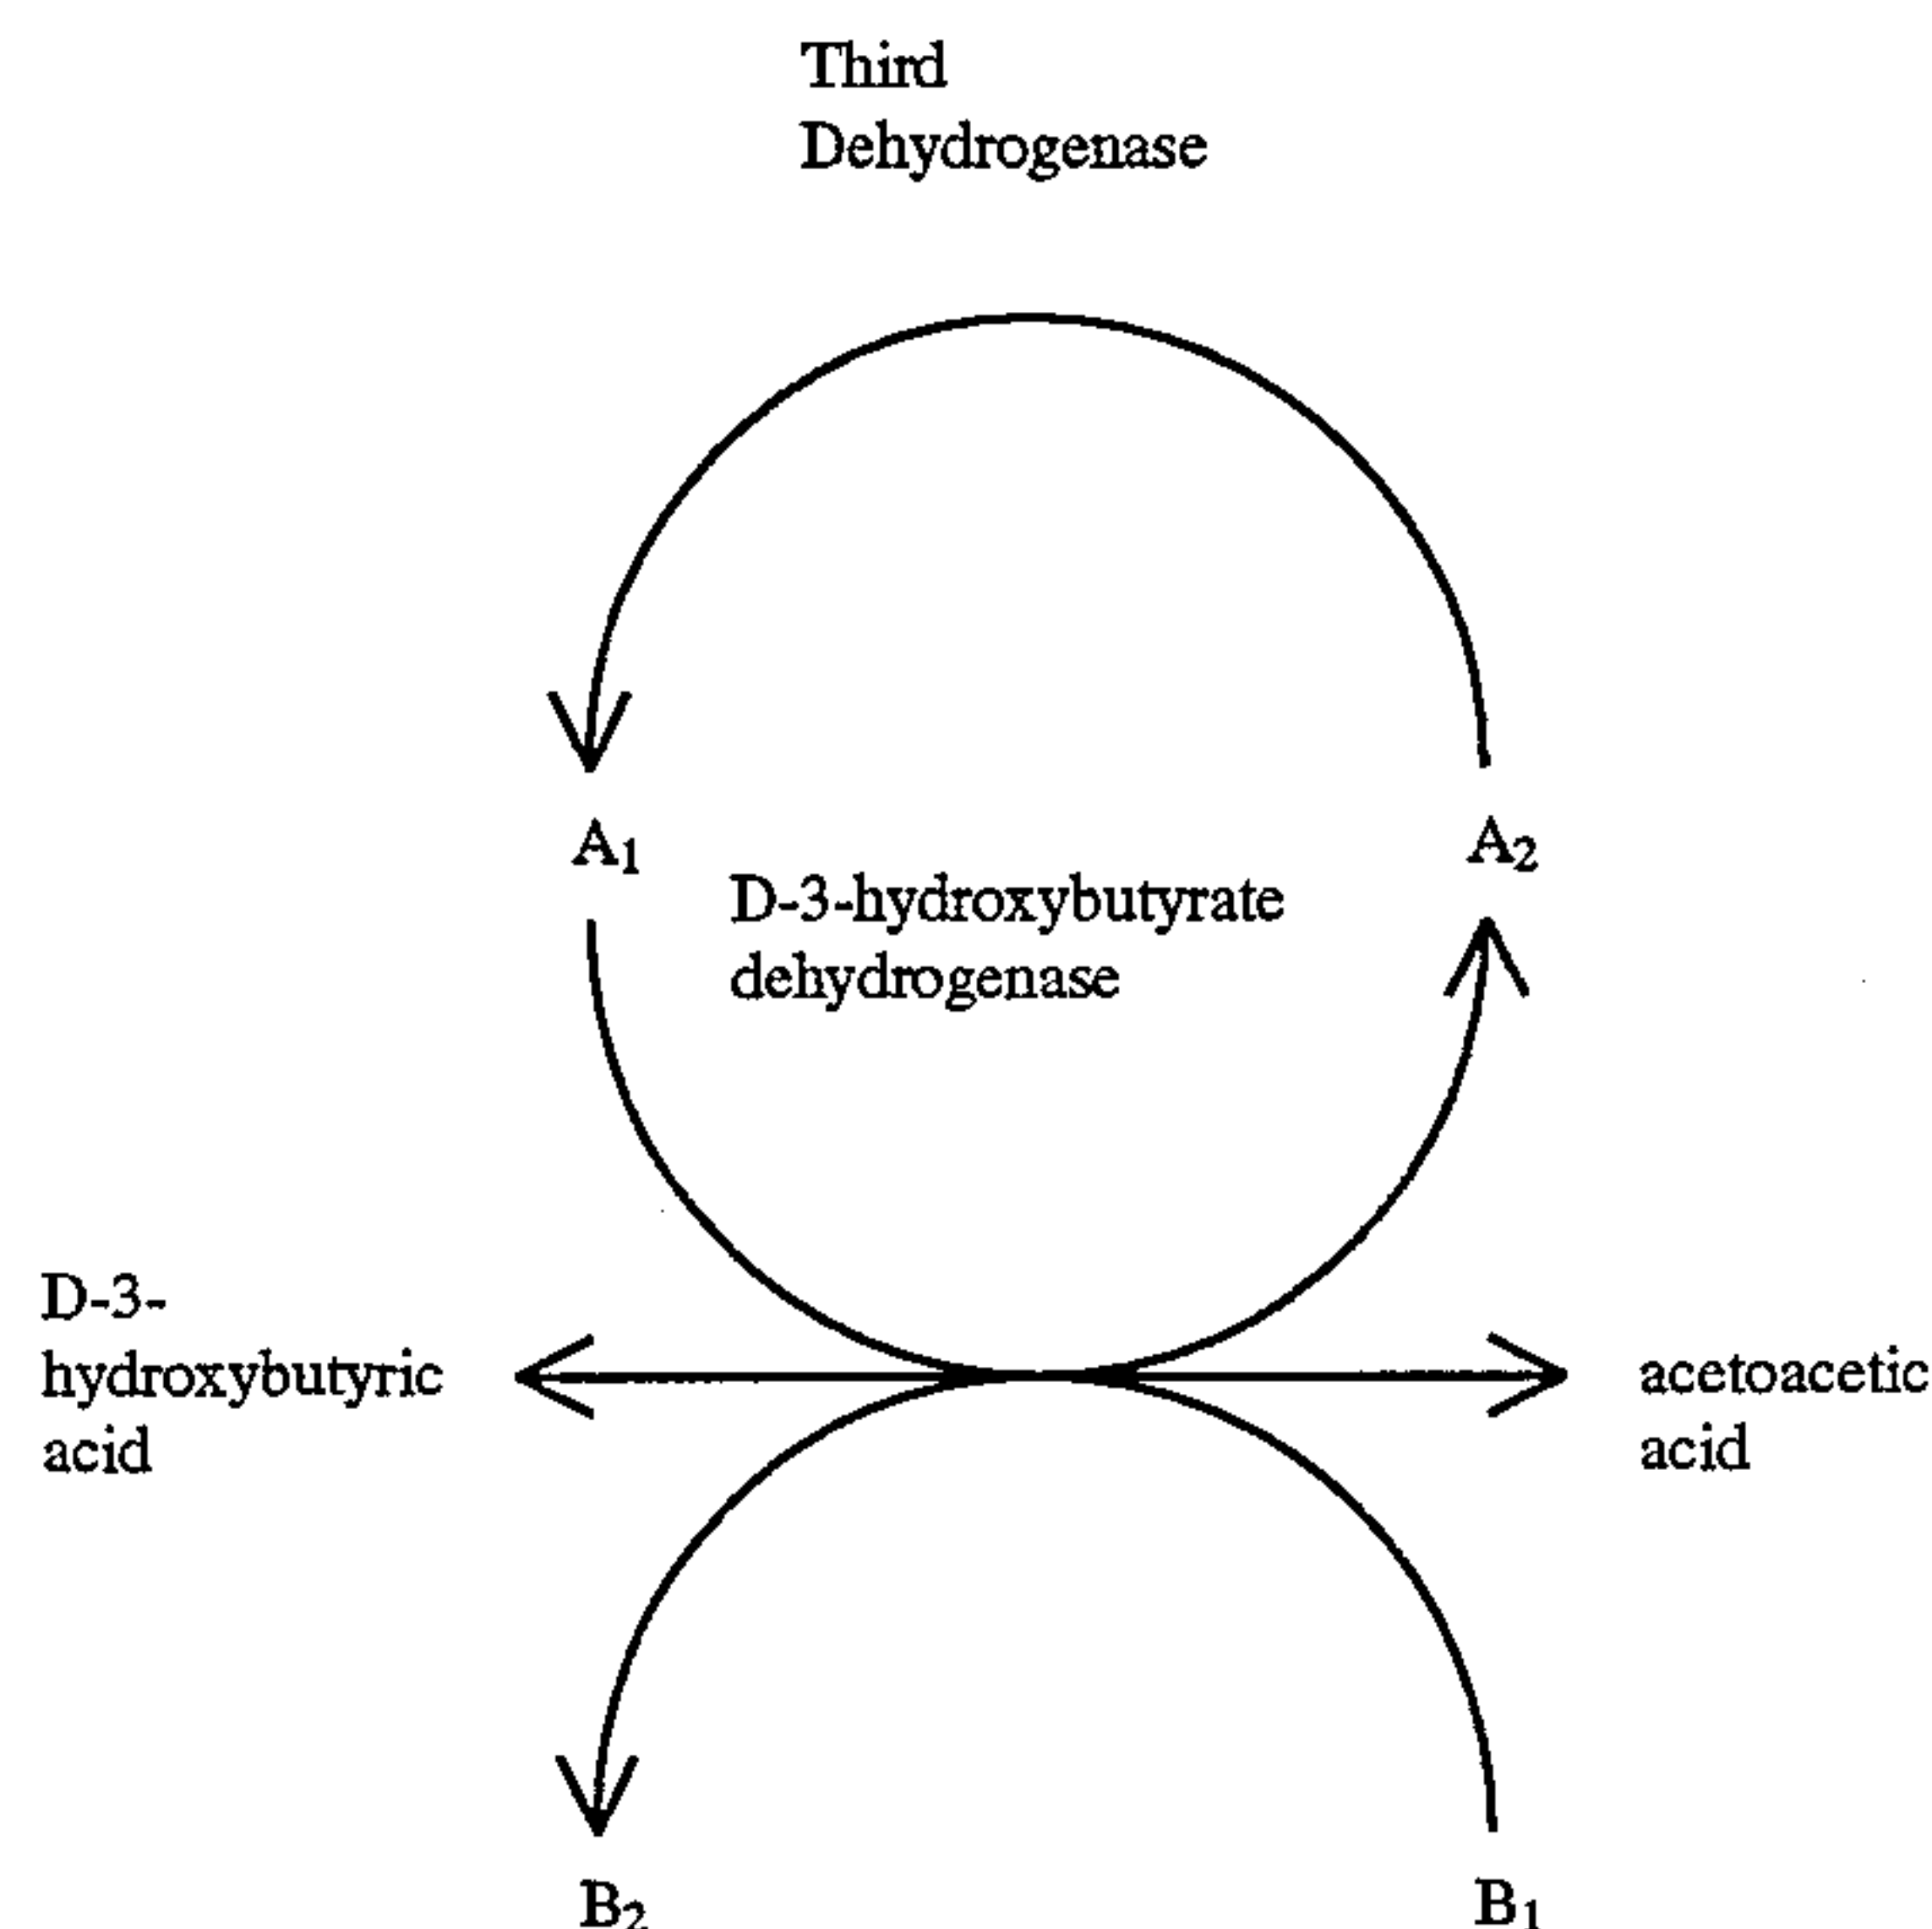 Third
Dehydrogenase
A₁
A₂
D-3-hydroxybutyrate
dehydrogenase
D-3-
hydroxybutyric
acid
acetoacetic
acid
B₂
B₁